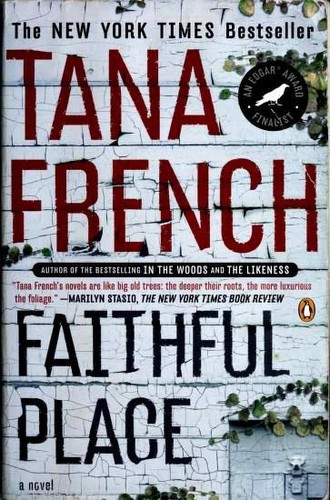 The NEW YORK TIMES Bestseller
TANA
AN EDGAR® AWARD
FINALIST
FRENCH
AUTHOR OF THE BESTSELLING IN THE WOODS AND THE LIKENESS
"Tana French's novels are like big old trees: the deeper their roots, the more luxurious
the foliage." —MARILYN STASIO, THE NEW YORK TIMES BOOK REVIEW
FAITHFUL
PLACE
a novel